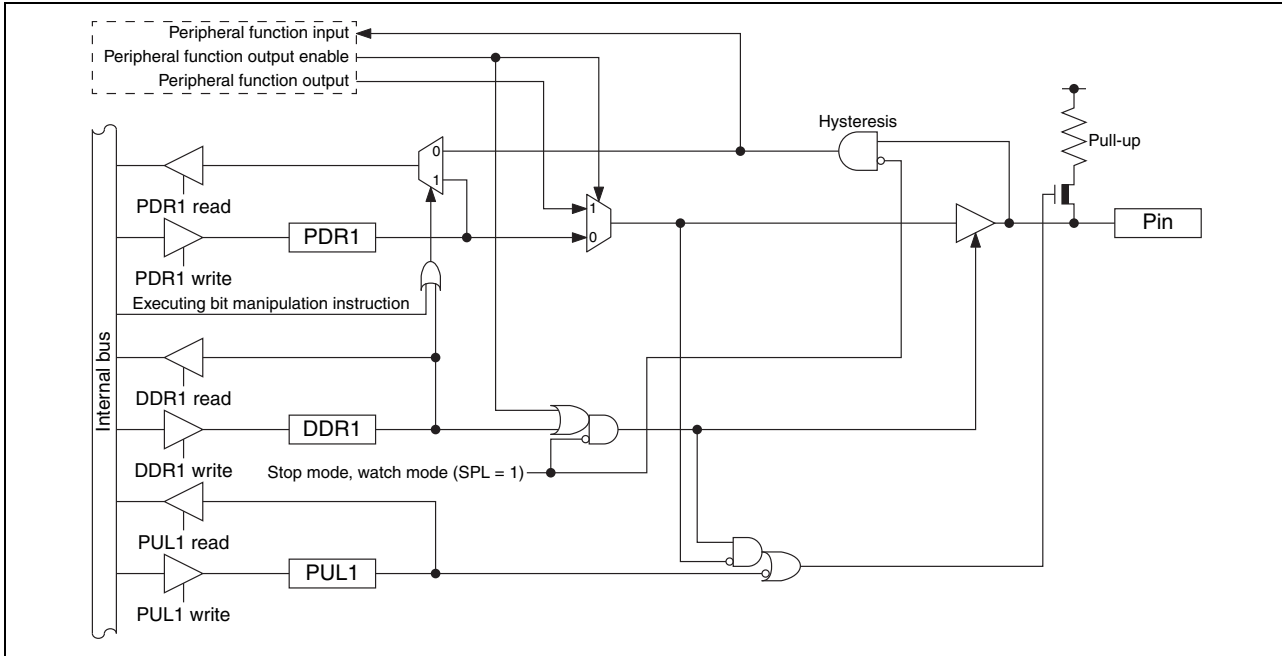 Peripheral function input
Peripheral function output enable
Peripheral function output
Hysteresis
Pull-up
0
1
PDR1 read
1
0
Pin
PDR1
PDR1 write
Executing bit manipulation instruction
Internal bus
DDR1 read
DDR1
DDR1 write
Stop mode, watch mode (SPL = 1)
PUL1 read
PUL1
PUL1 write